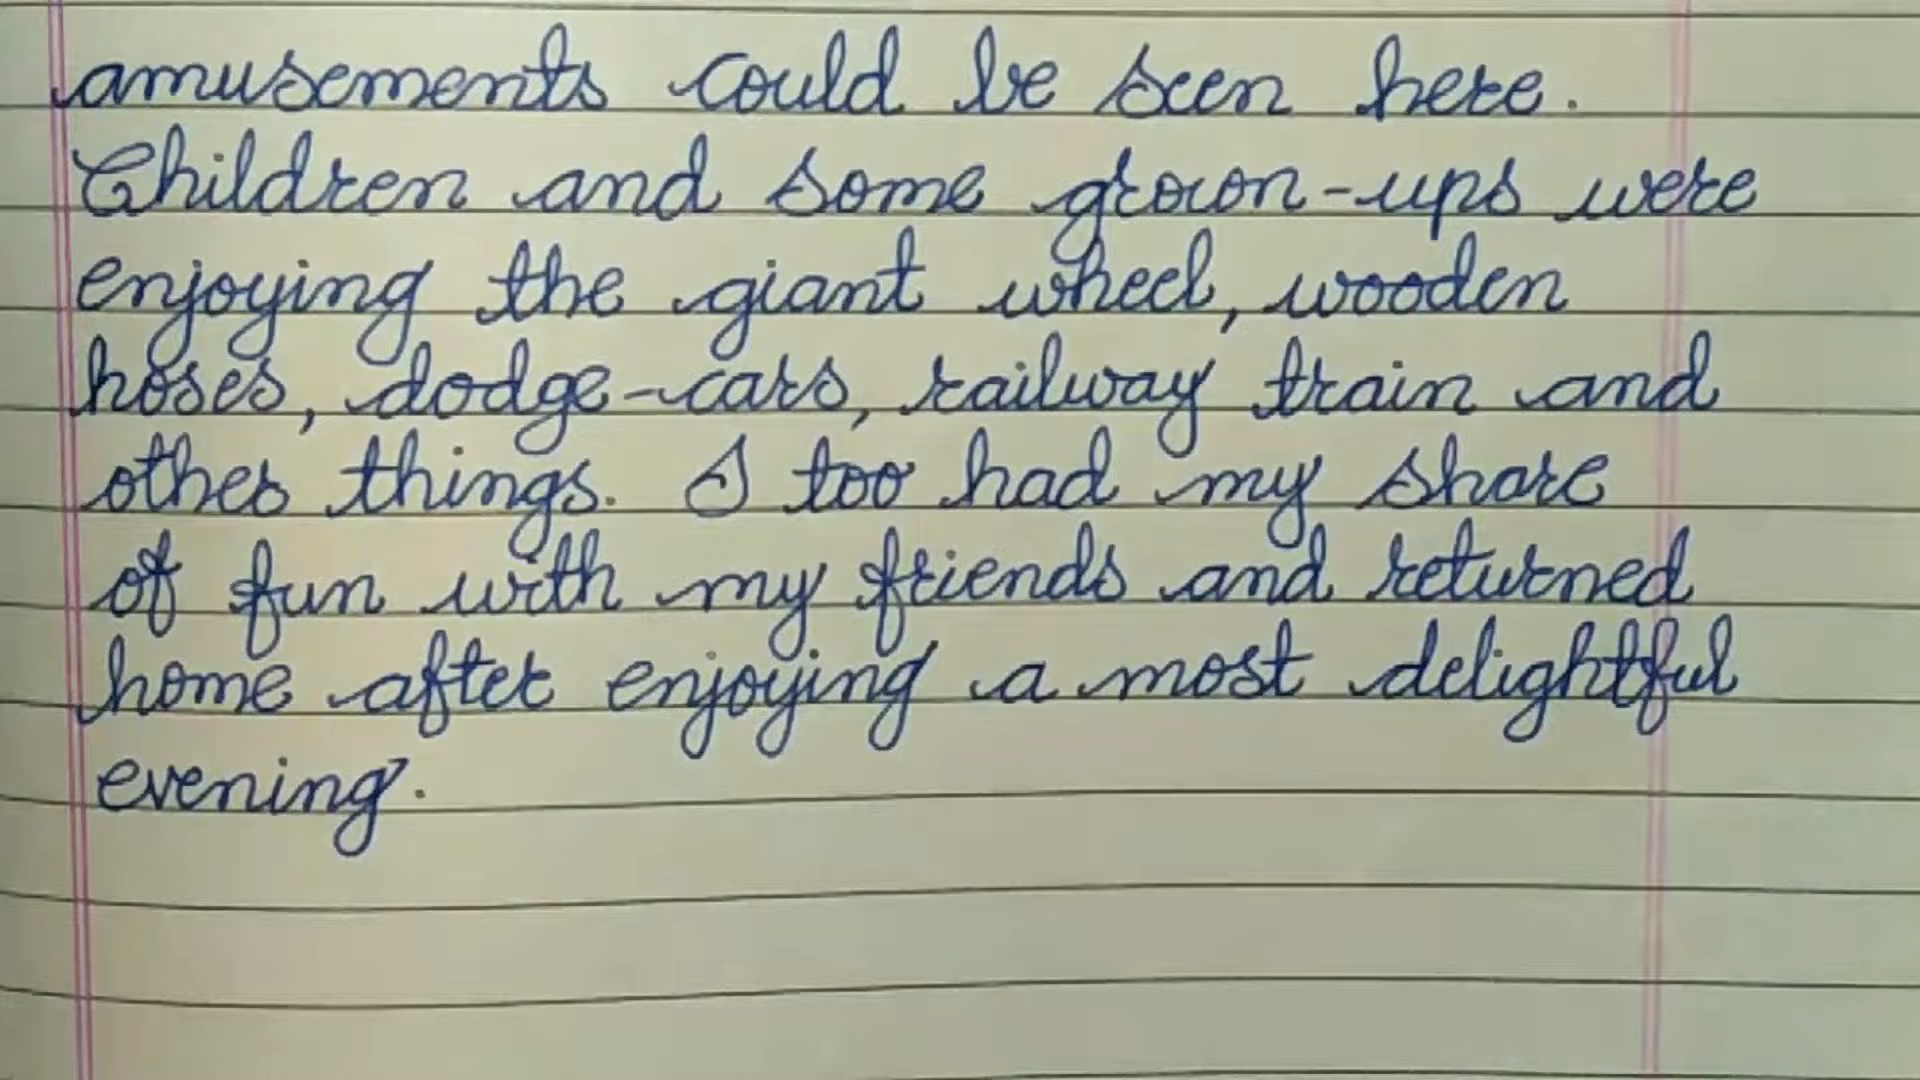 amusements could be seen here.
Children and some grown-ups were
enjoying the giant wheel, wooden
hoses, dodge-cars, railway train and
other things. I too had my share
of fun with my friends and returned
home after enjoying a most delightful
evening.